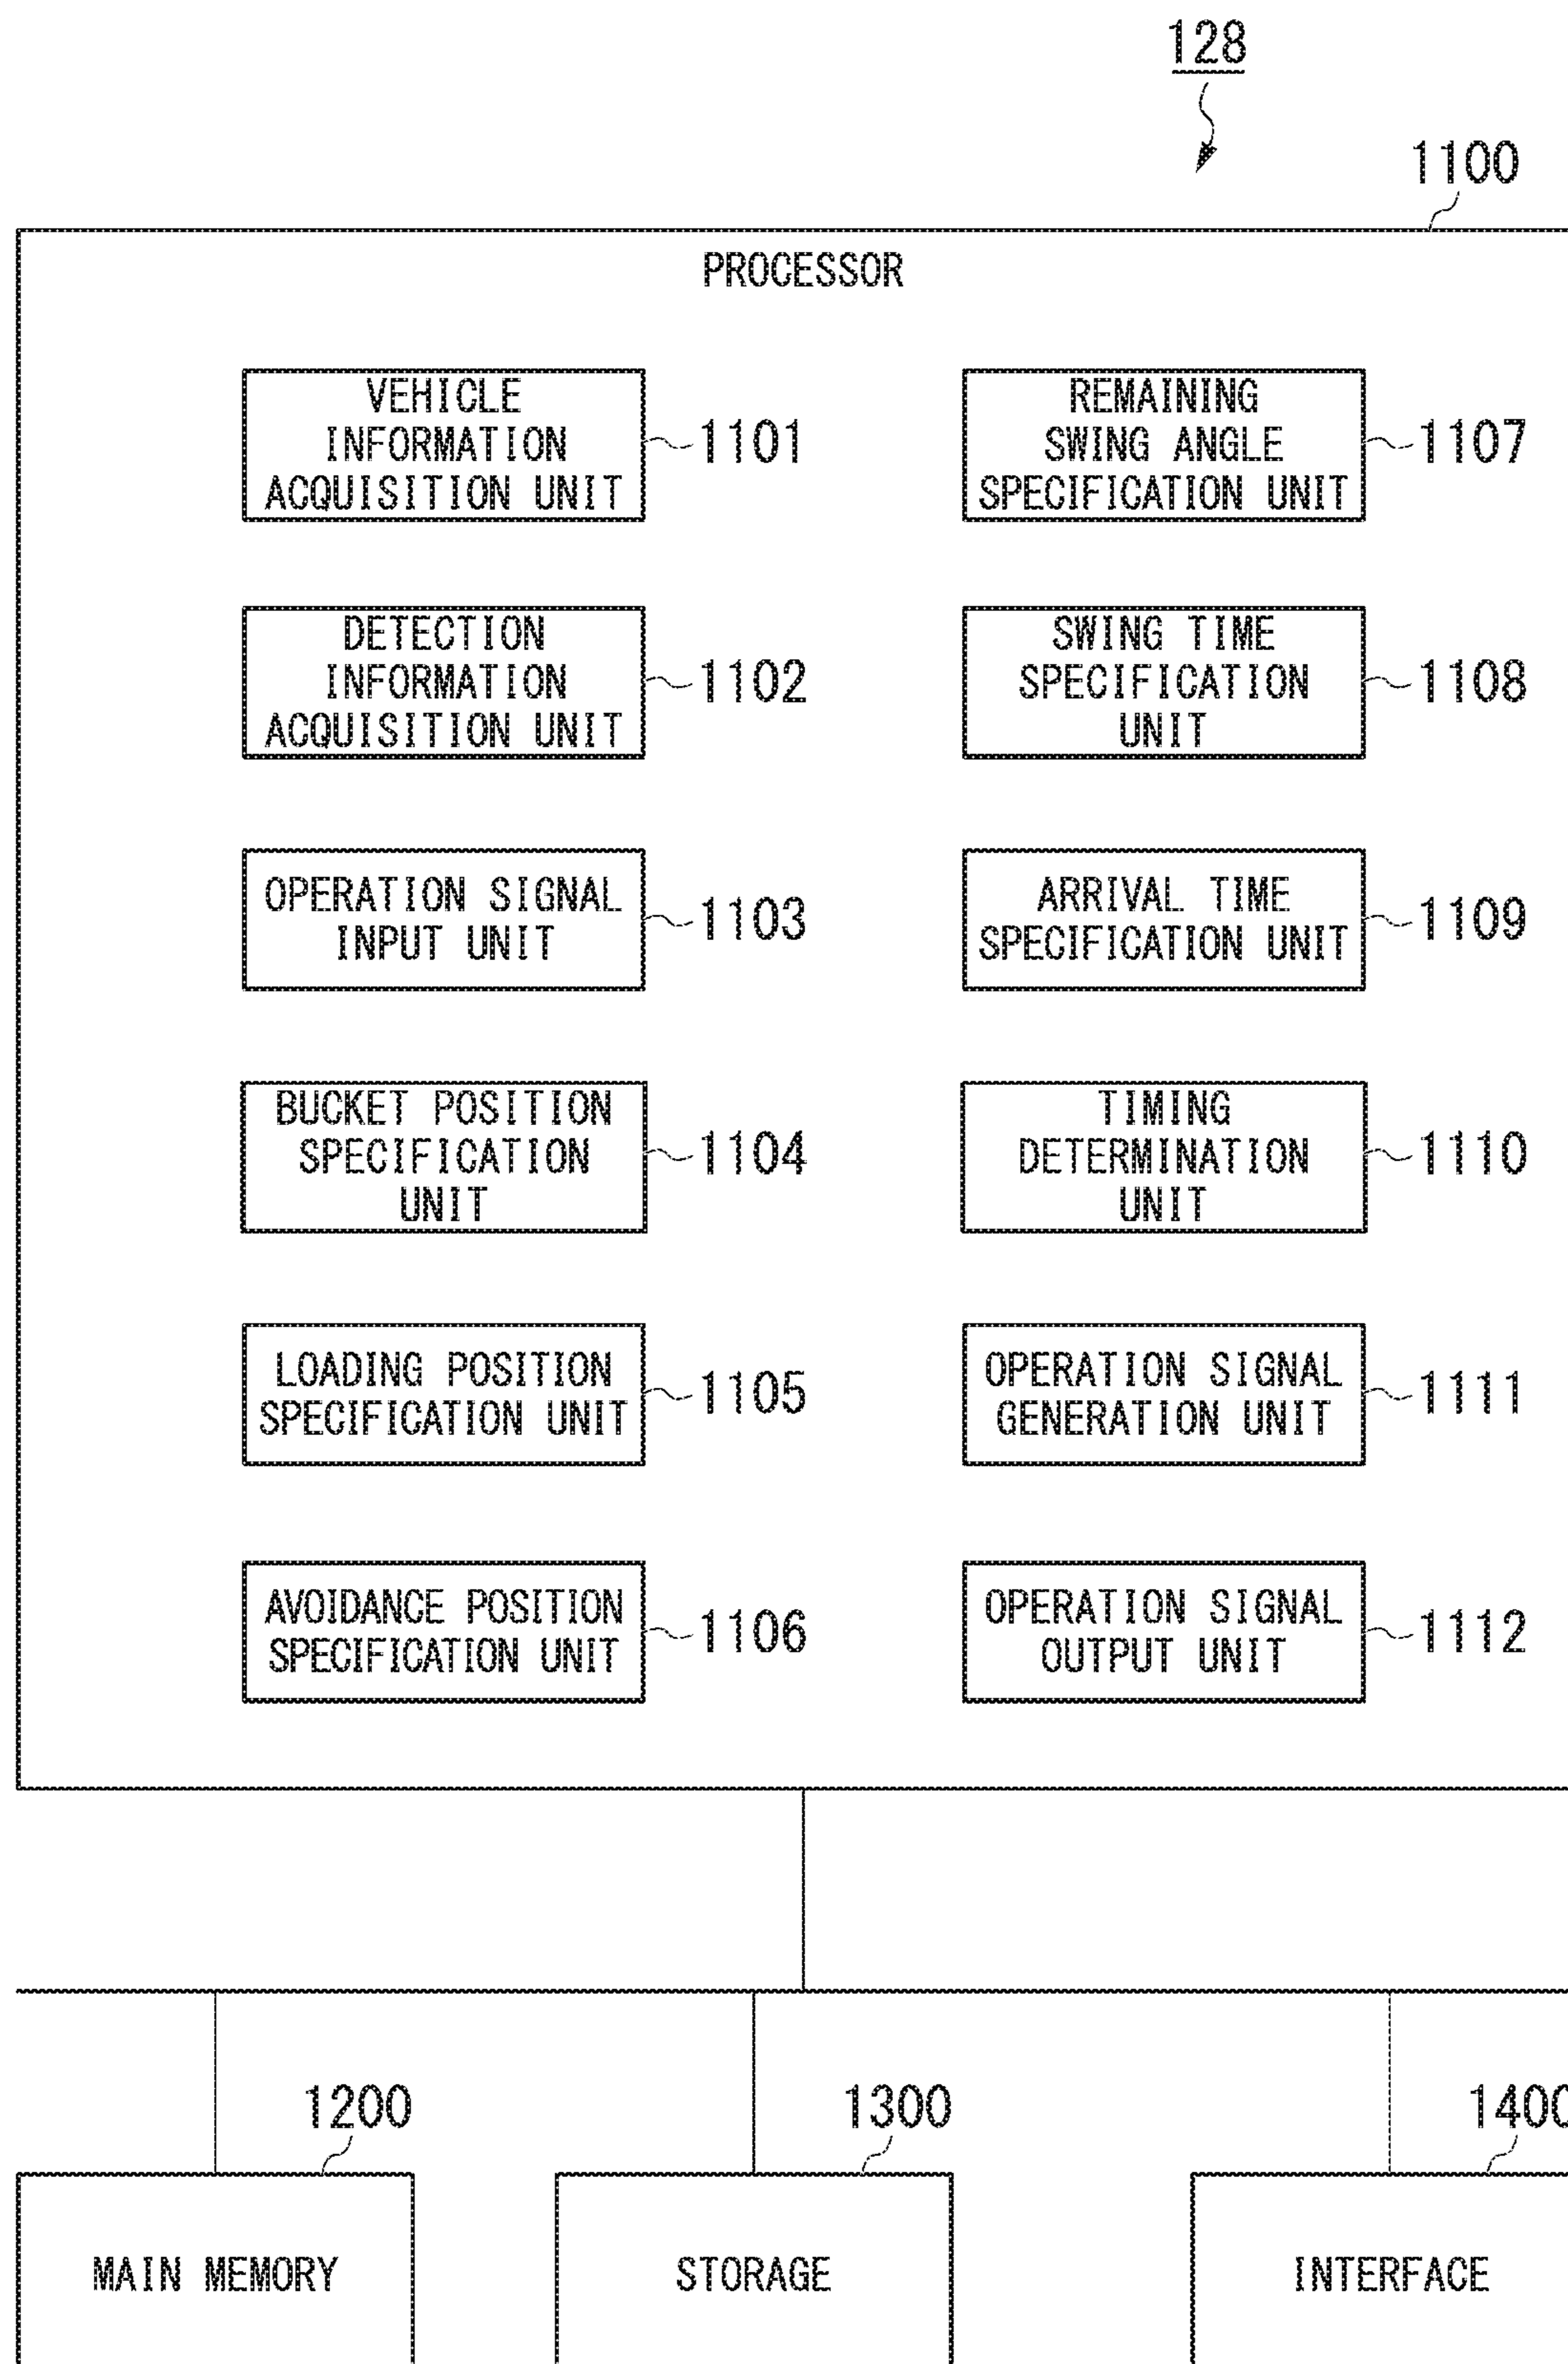 128
1100
PROCESSOR
VEHICLE
INFORMATION
ACQUISITION UNIT
1101
DETECTION
INFORMATION
ACQUISITION UNIT
1102
OPERATION SIGNAL
INPUT UNIT
1103
BUCKET POSITION
SPECIFICATION
UNIT
1104
LOADING POSITION
SPECIFICATION UNIT
1105
AVOIDANCE POSITION
SPECIFICATION UNIT
1106
REMAINING
SWING ANGLE
SPECIFICATION UNIT
1107
SWING TIME
SPECIFICATION
UNIT
1108
ARRIVAL TIME
SPECIFICATION UNIT
1109
TIMING
DETERMINATION
UNIT
1110
OPERATION SIGNAL
GENERATION UNIT
1111
OPERATION SIGNAL
OUTPUT UNIT
1112
1200
MAIN MEMORY
1300
STORAGE
1400
INTERFACE